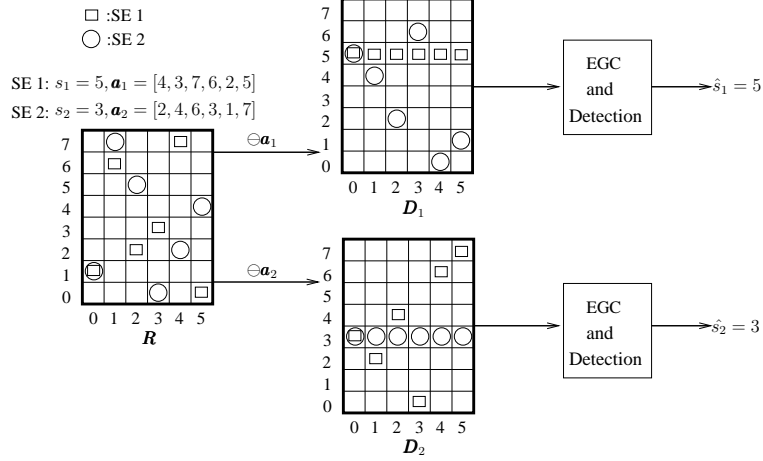 :SE 1
:SE 2
SE 1: s₁ = 5, a₁ = [4, 3, 7, 6, 2, 5]
SE 2: s₂ = 3, a₂ = [2, 4, 6, 3, 1, 7]
7
6
5
4
3
2
1
0
0 1 2 3 4 5
R
⊖a₁
⊖a₂
7
6
5
4
3
2
1
0
0 1 2 3 4 5
D₁
EGC
and
Detection
ŝ₁ = 5
7
6
5
4
3
2
1
0
0 1 2 3 4 5
D₂
EGC
and
Detection
ŝ₂ = 3